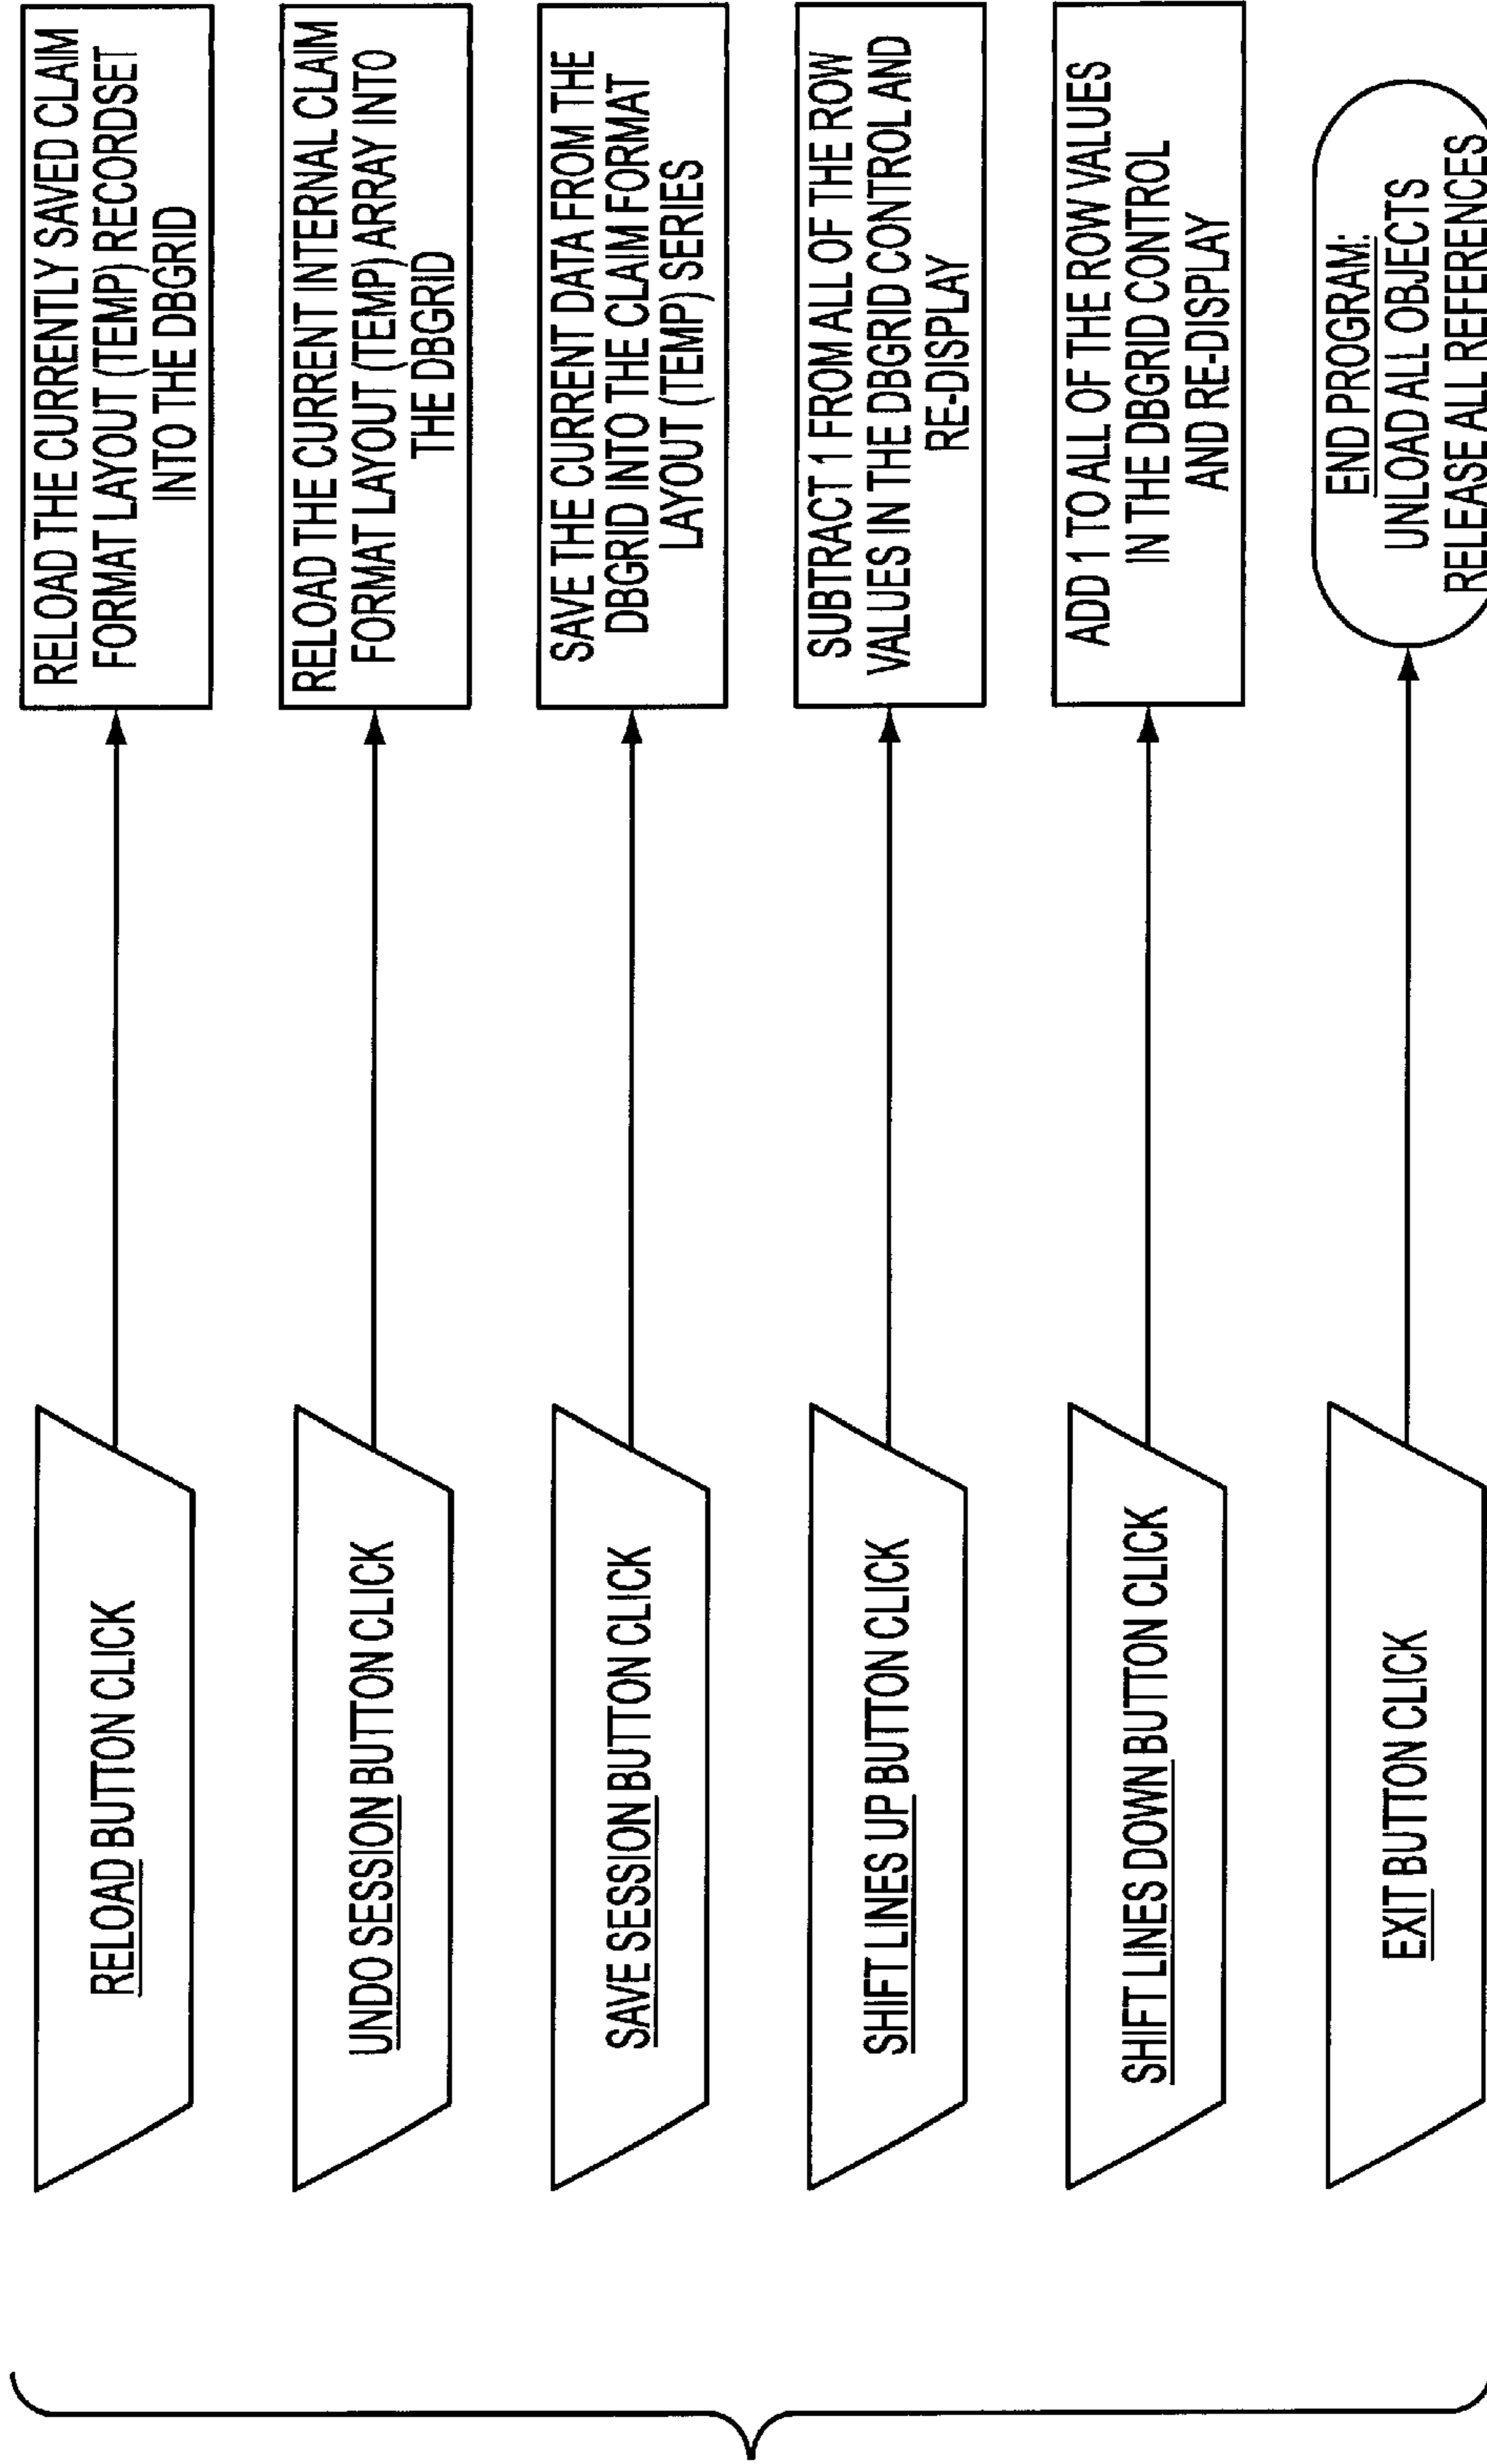 RELOAD BUTTON CLICK
RELOAD THE CURRENTLY SAVED CLAIM
FORMAT LAYOUT (TEMP) RECORDSET
INTO THE DBGRID
UNDO SESSION BUTTON CLICK
RELOAD THE CURRENT INTERNAL CLAIM
FORMAT LAYOUT (TEMP) ARRAY INTO
THE DBGRID
SAVE SESSION BUTTON CLICK
SAVE THE CURRENT DATA FROM THE
DBGRID INTO THE CLAIM FORMAT
LAYOUT (TEMP) SERIES
SHIFT LINES UP BUTTON CLICK
SUBTRACT 1 FROM ALL OF THE ROW
VALUES IN THE DBGRID CONTROL AND
RE-DISPLAY
SHIFT LINES DOWN BUTTON CLICK
ADD 1 TO ALL OF THE ROW VALUES
IN THE DBGRID CONTROL
AND RE-DISPLAY
EXIT BUTTON CLICK
END PROGRAM:
UNLOAD ALL OBJECTS
RELEASE ALL REFERENCES